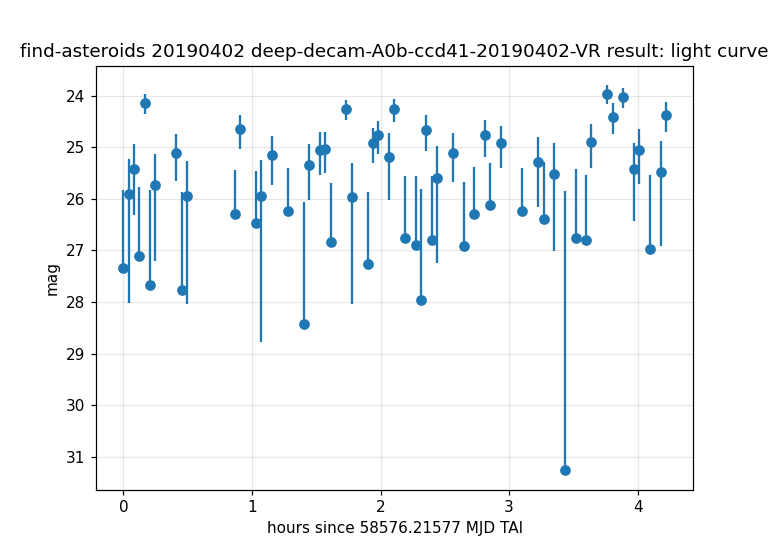 find-asteroids 20190402 deep-decam-A0b-ccd41-20190402-VR result: light curve
24
25
26
27
28
29
30
31
mag
0 1 2 3 4
hours since 58576.21577 MJD TAI